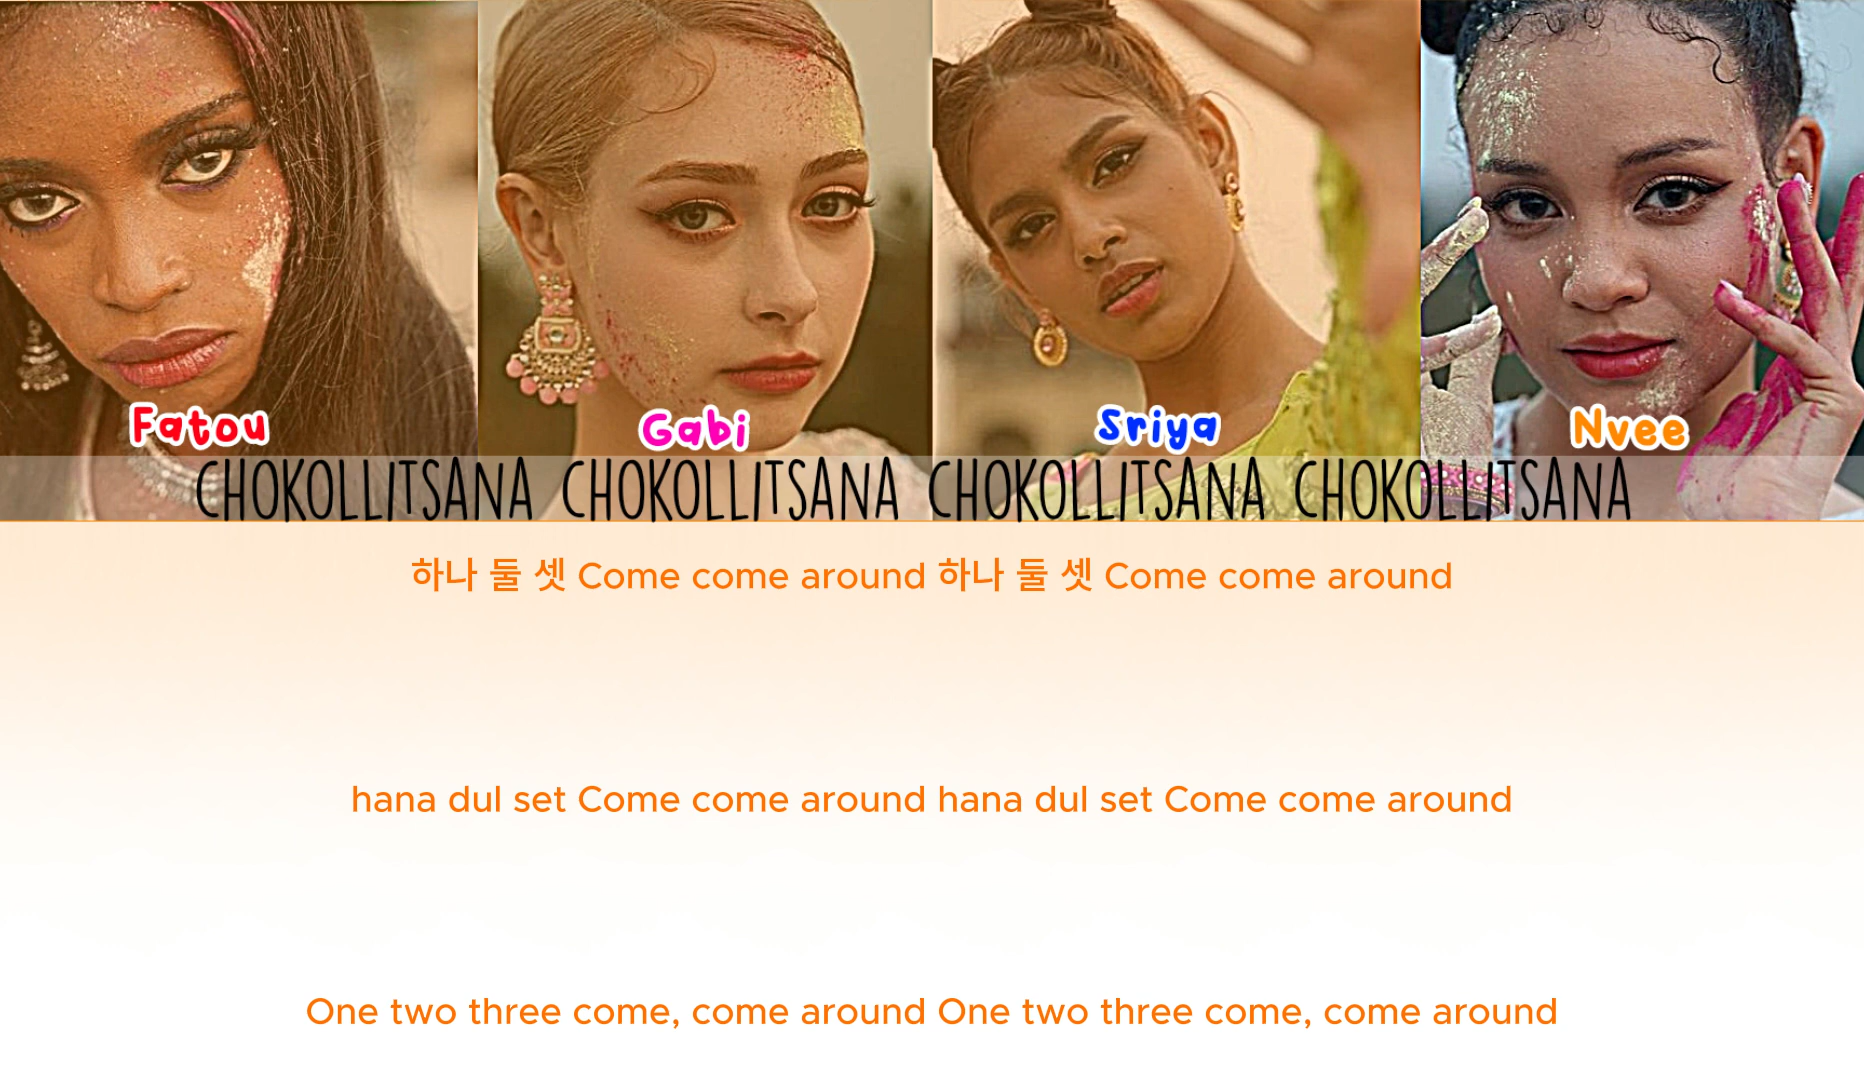 Fatou
Gabi
Sriya
Nvee
CHOKOLLITSANA CHOKOLLITSANA CHOKOLLITSANA CHOKOLLITSANA
하나 둘 셋 Come come around 하나 둘 셋 Come come around
hana dul set Come come around hana dul set Come come around
One two three come, come around One two three come, come around